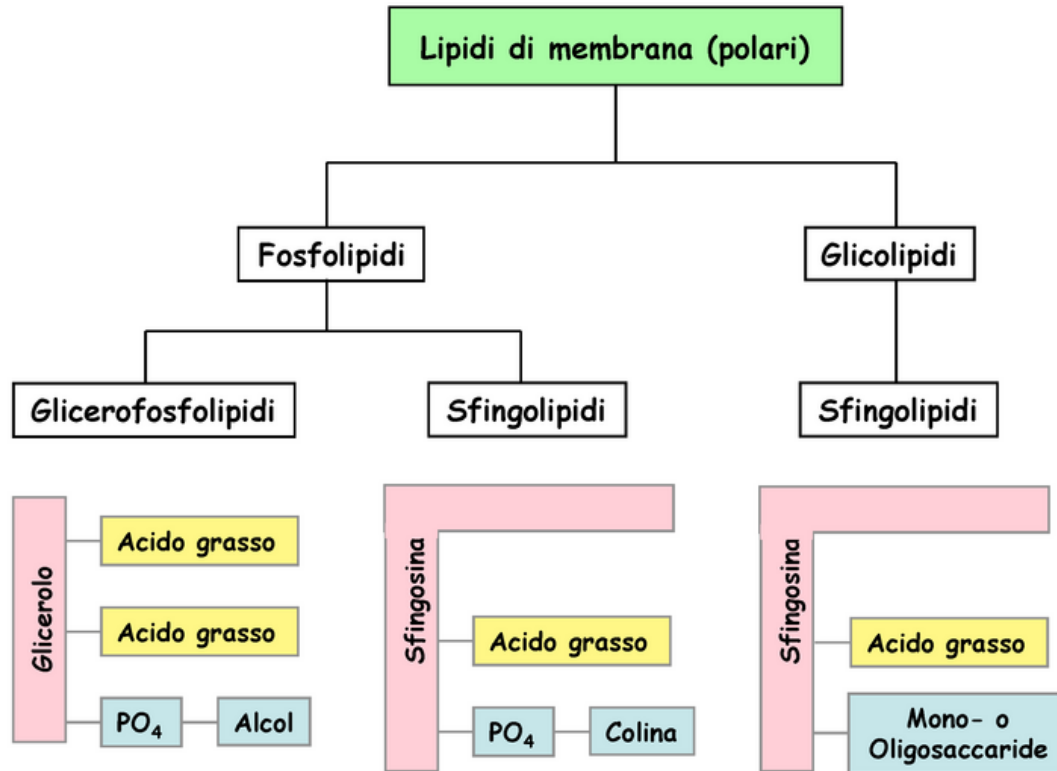 Lipidi di membrana (polari)
Fosfolipidi
Glicolipidi
Glicerofosfolipidi
Sfingolipidi
Sfingolipidi
Glicerolo
Acido grasso
Acido grasso
PO₄
Alcol
Sfingosina
Acido grasso
PO₄
Colina
Sfingosina
Acido grasso
Mono- o
Oligosaccaride